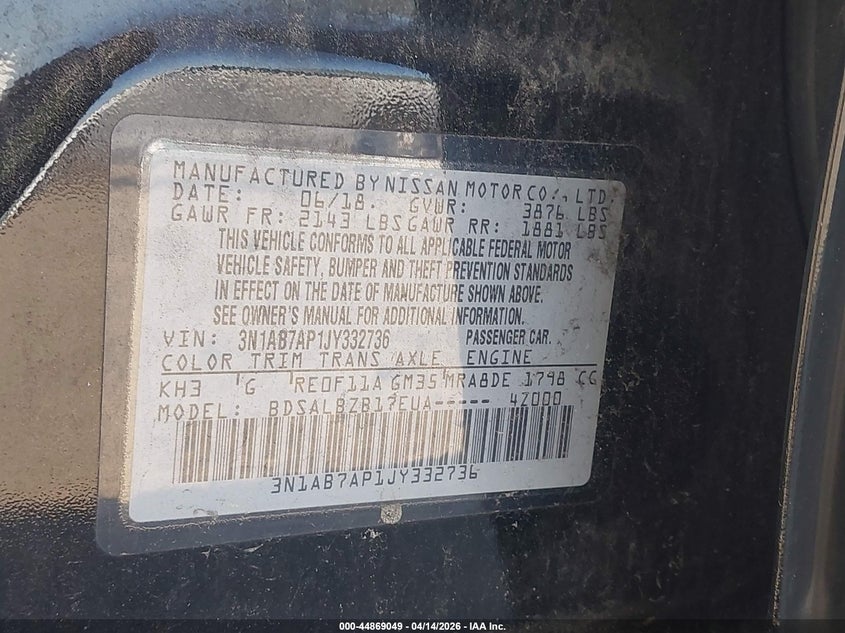 MANUFACTURED BY NISSAN MOTOR CO., LTD.
DATE: 06/18. GVWR: 3876 LBS
GAWR FR: 2143 LBS GAWR RR: 1881 LBS
THIS VEHICLE CONFORMS TO ALL APPLICABLE FEDERAL MOTOR
VEHICLE SAFETY, BUMPER AND THEFT PREVENTION STANDARDS
IN EFFECT ON THE DATE OF MANUFACTURE SHOWN ABOVE.
SEE OWNER'S MANUAL FOR ADDITIONAL INFORMATION.
VIN: 3N1AB7AP1JY332736 PASSENGER CAR.
COLOR TRIM TRANS AXLE ENGINE
KH3 G RE0F11A GM35 MRA8DE 1798 CC
MODEL: BDSALBZB17EUA----- 4Z000
3N1AB7AP1JY332736
000-44869049 - 04/14/2026 - IAA Inc.